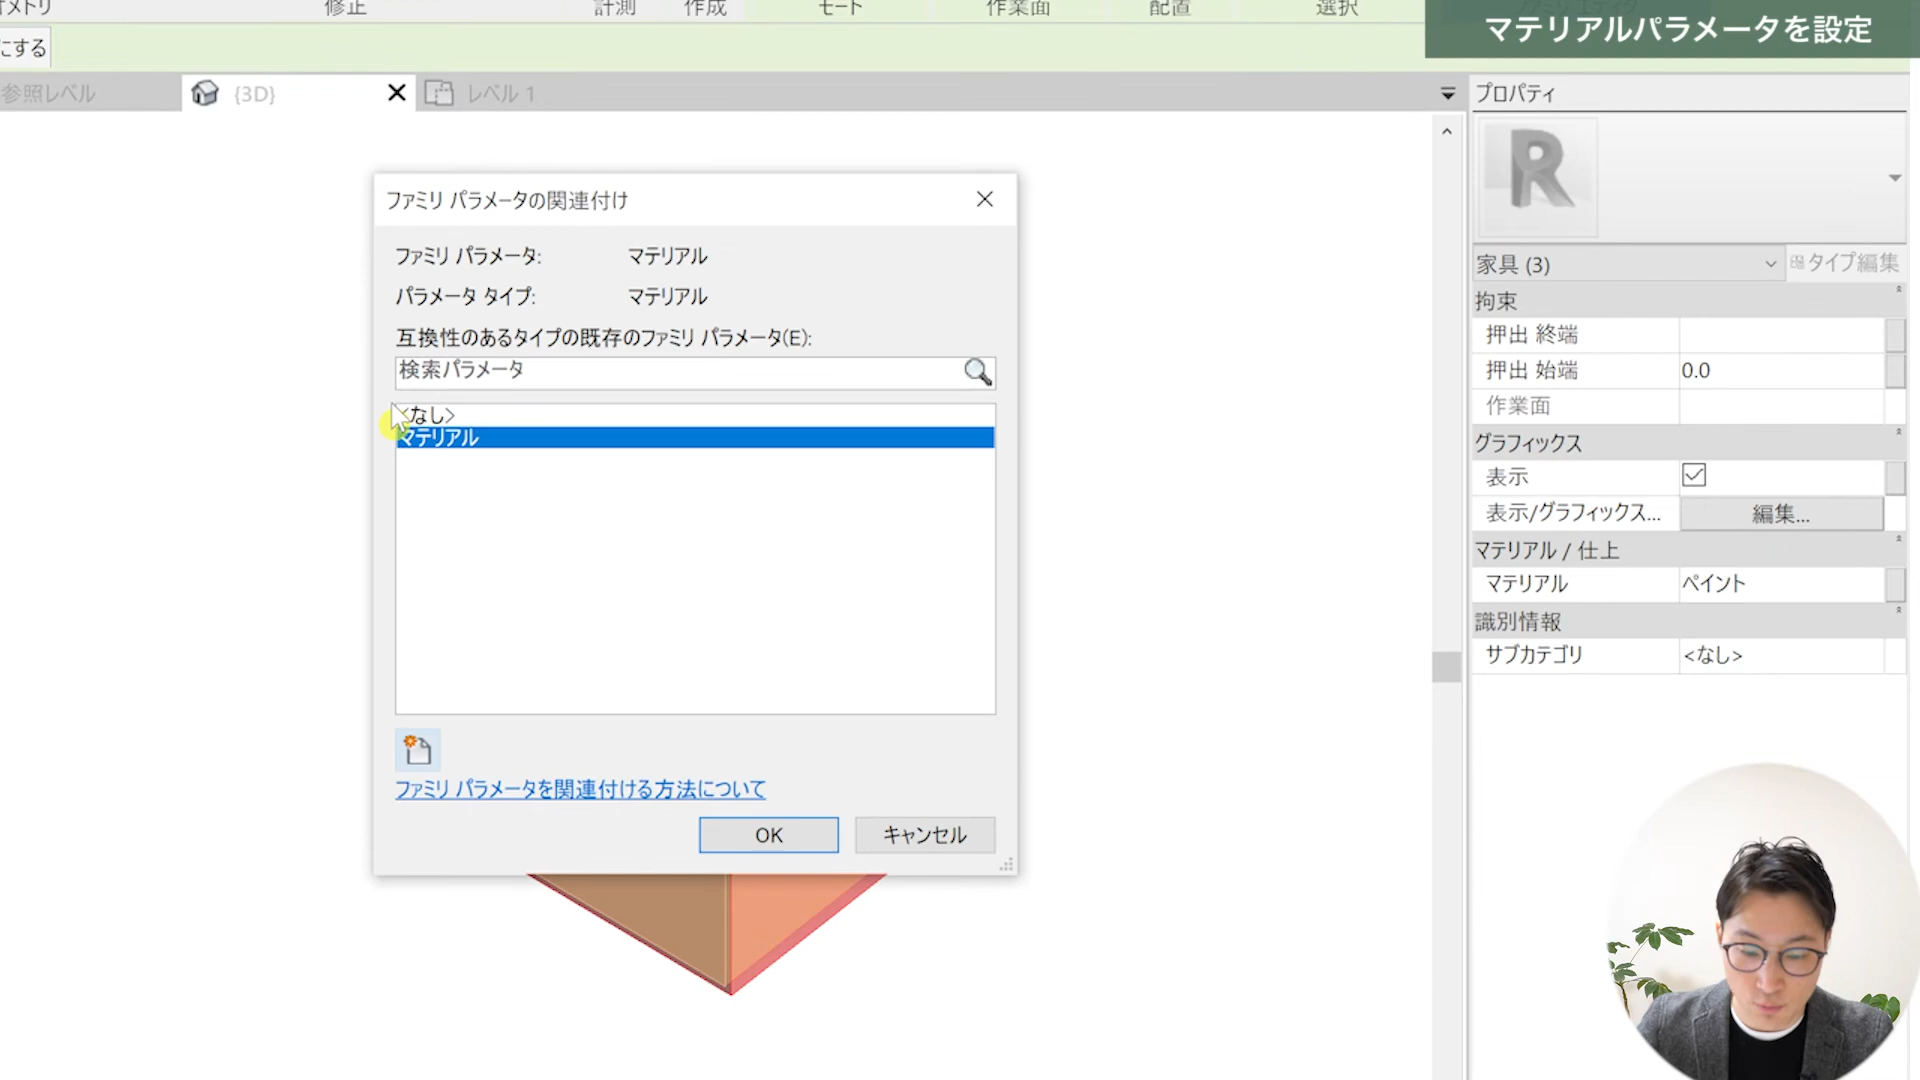 修正
計測
作成
モード
作業面
配置
選択
マテリアルパラメータを設定
にする
参照レベル
{3D}
レベル 1
プロパティ
家具 (3)
タイプ編集
拘束
押出 終端
押出 始端
0.0
作業面
グラフィックス
表示
表示/グラフィックス...
編集...
マテリアル / 仕上
マテリアル
ペイント
識別情報
サブカテゴリ
<なし>
ファミリ パラメータの関連付け
ファミリ パラメータ:
マテリアル
パラメータ タイプ:
マテリアル
互換性のあるタイプの既存のファミリ パラメータ(E):
検索パラメータ
<なし>
マテリアル
ファミリ パラメータを関連付ける方法について
OK
キャンセル